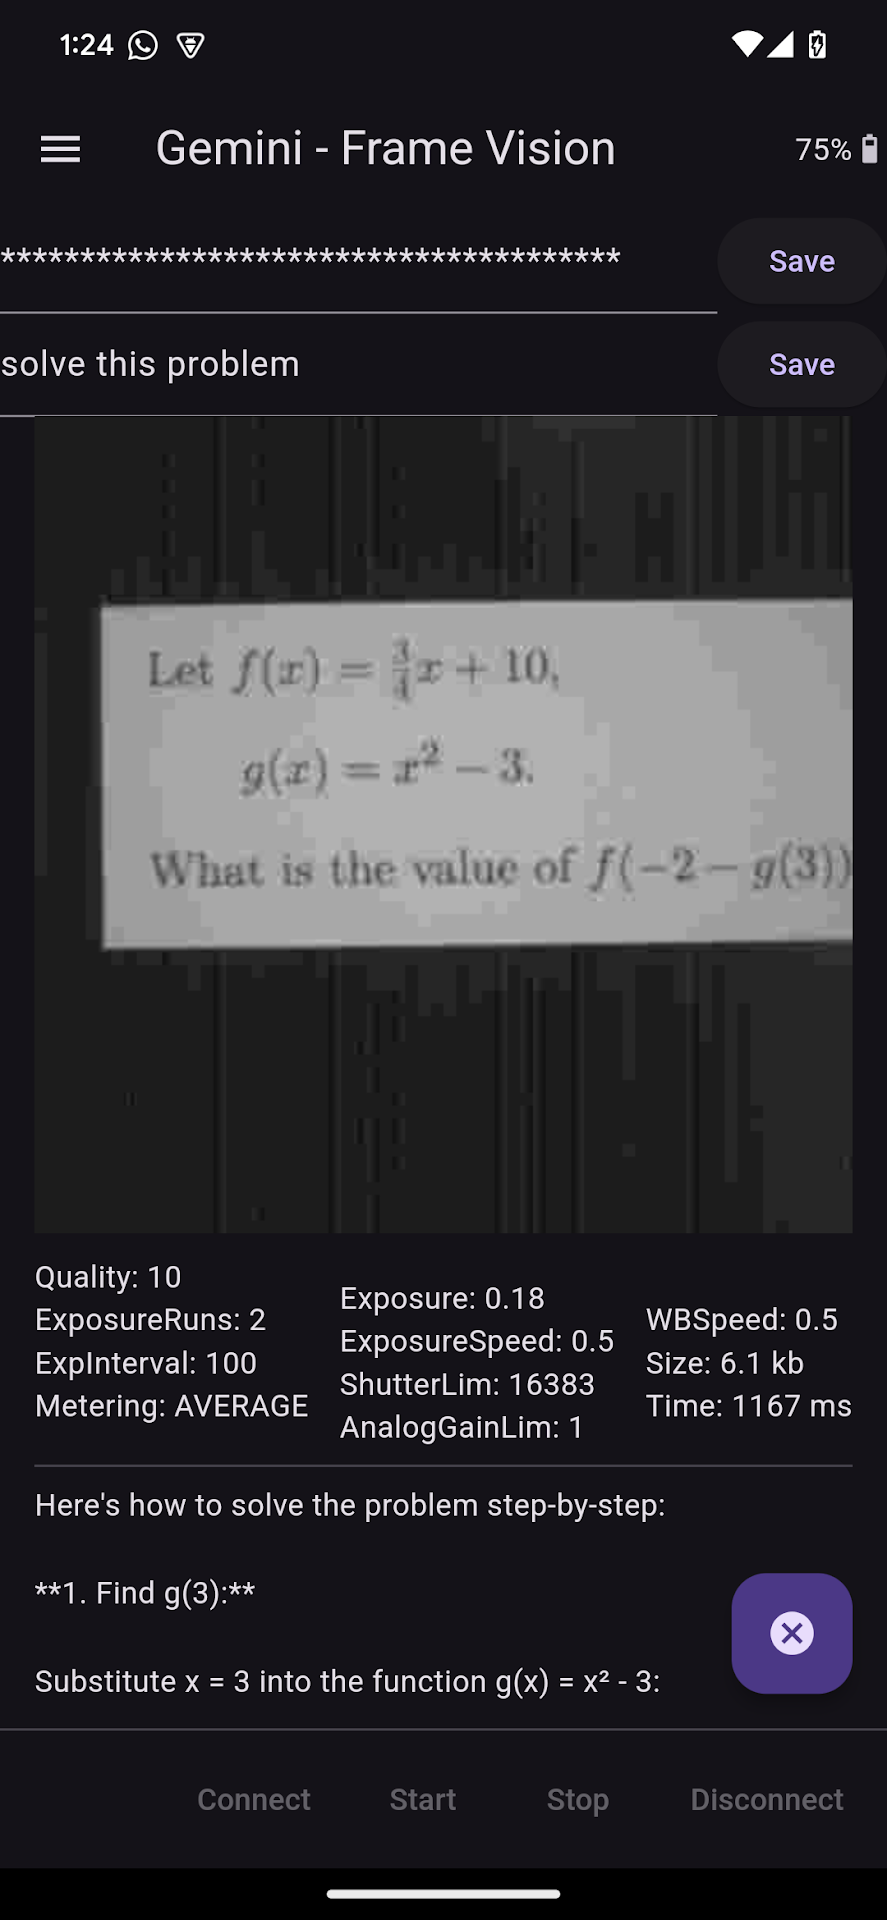 1:24
Gemini - Frame Vision 75%
************************************** Save
solve this problem Save
Let f(x) = 3/4 x + 10,
g(x) = x² − 3.
What is the value of f(−2 − g(3))
Quality: 10
ExposureRuns: 2
ExpInterval: 100
Metering: AVERAGE
Exposure: 0.18
ExposureSpeed: 0.5
ShutterLim: 16383
AnalogGainLim: 1
WBSpeed: 0.5
Size: 6.1 kb
Time: 1167 ms
Here's how to solve the problem step-by-step:
**1. Find g(3):**
Substitute x = 3 into the function g(x) = x² - 3:
Connect Start Stop Disconnect